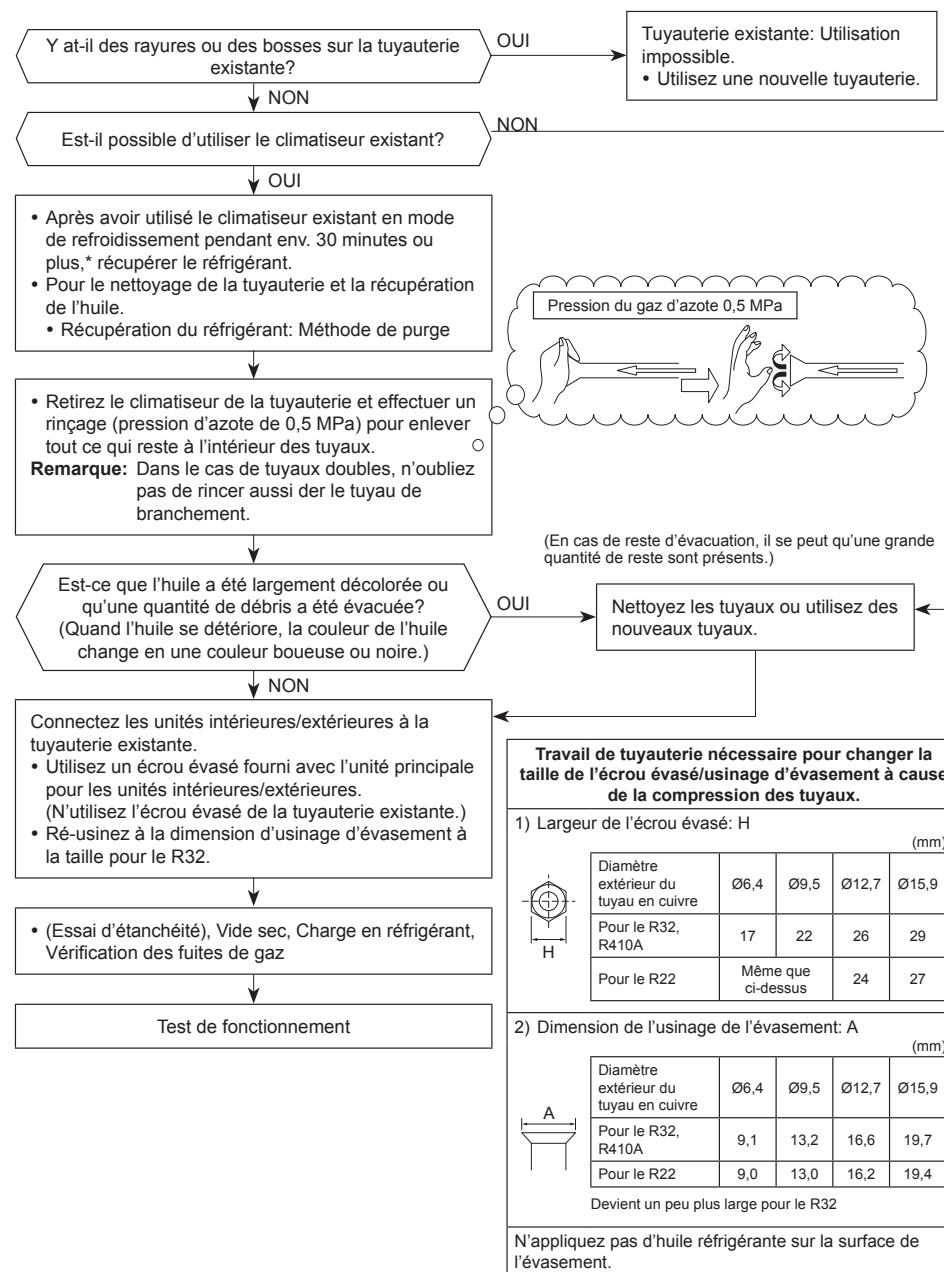 Y at-il des rayures ou des bosses sur la tuyauterie
existante?
OUI
Tuyauterie existante: Utilisation
impossible.
• Utilisez une nouvelle tuyauterie.
NON
Est-il possible d'utiliser le climatiseur existant?
NON
OUI
• Après avoir utilisé le climatiseur existant en mode
de refroidissement pendant env. 30 minutes ou
plus,* récupérer le réfrigérant.
• Pour le nettoyage de la tuyauterie et la récupération
de l'huile.
• Récupération du réfrigérant: Méthode de purge
Pression du gaz d'azote 0,5 MPa
• Retirez le climatiseur de la tuyauterie et effectuer un
rinçage (pression d'azote de 0,5 MPa) pour enlever
tout ce qui reste à l'intérieur des tuyaux.
Remarque: Dans le cas de tuyaux doubles, n'oubliez
pas de rincer aussi der le tuyau de
branchement.
(En cas de reste d'évacuation, il se peut qu'une grande
quantité de reste sont présents.)
Est-ce que l'huile a été largement décolorée ou
qu'une quantité de débris a été évacuée?
(Quand l'huile se détériore, la couleur de l'huile
change en une couleur boueuse ou noire.)
OUI
Nettoyez les tuyaux ou utilisez des
nouveaux tuyaux.
NON
Connectez les unités intérieures/extérieures à la
tuyauterie existante.
• Utilisez un écrou évasé fourni avec l'unité principale
pour les unités intérieures/extérieures.
(N'utilisez l'écrou évasé de la tuyauterie existante.)
• Ré-usinez à la dimension d'usinage d'évasement à
la taille pour le R32.
• (Essai d'étanchéité), Vide sec, Charge en réfrigérant,
Vérification des fuites de gaz
Test de fonctionnement
Travail de tuyauterie nécessaire pour changer la
taille de l'écrou évasé/usinage d'évasement à cause
de la compression des tuyaux.
1) Largeur de l'écrou évasé: H
(mm)
H
Diamètre
extérieur du
tuyau en cuivre
Ø6,4 Ø9,5 Ø12,7 Ø15,9
Pour le R32,
R410A
17 22 26 29
Pour le R22
Même que
ci-dessus
24 27
2) Dimension de l'usinage de l'évasement: A
(mm)
A
Diamètre
extérieur du
tuyau en cuivre
Ø6,4 Ø9,5 Ø12,7 Ø15,9
Pour le R32,
R410A
9,1 13,2 16,6 19,7
Pour le R22 9,0 13,0 16,2 19,4
Devient un peu plus large pour le R32
N'appliquez pas d'huile réfrigérante sur la surface de
l'évasement.